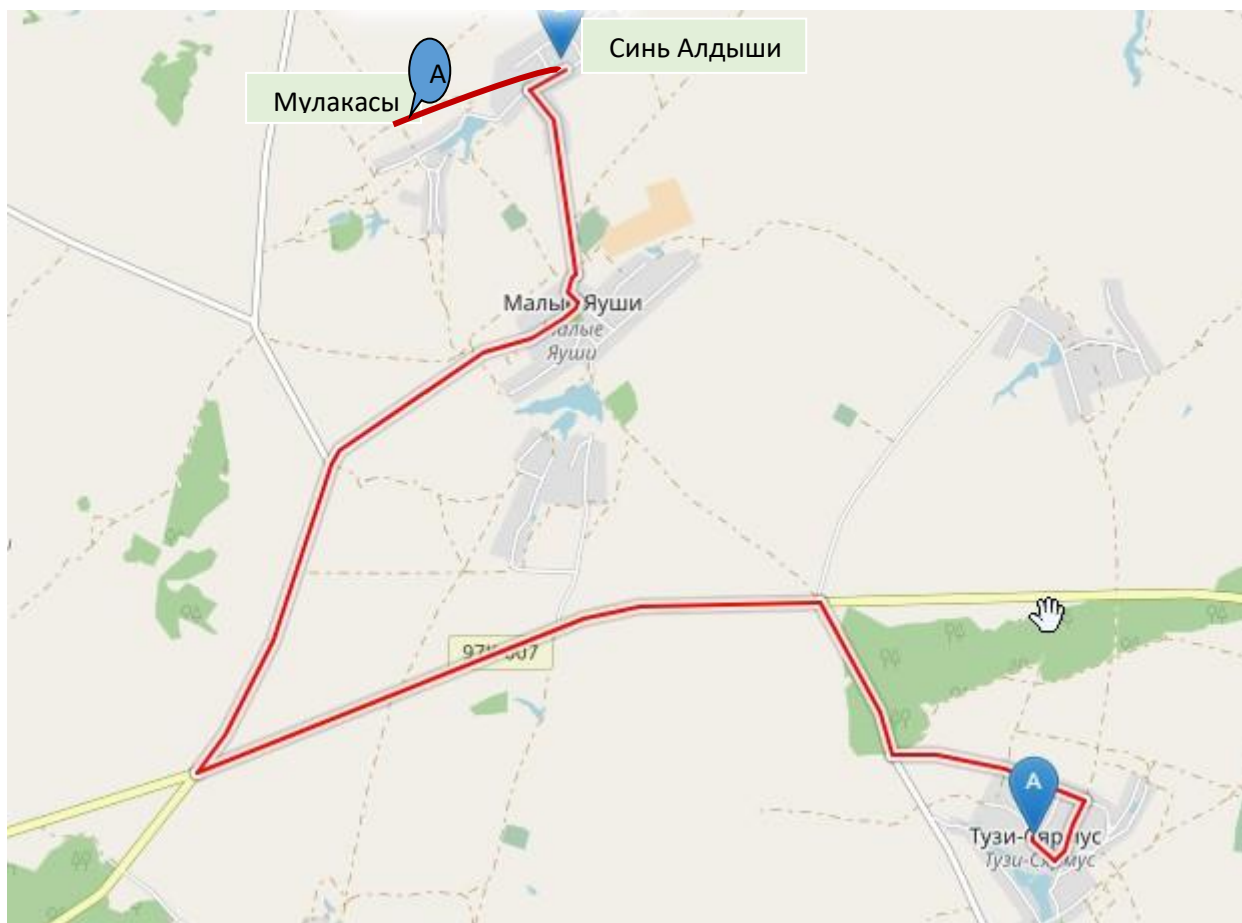 Синь Алдыши
А
Мулакасы
Малые Яуши
Малые
Яуши
A
Тузи-Сярмус
Тузи-Сярмус